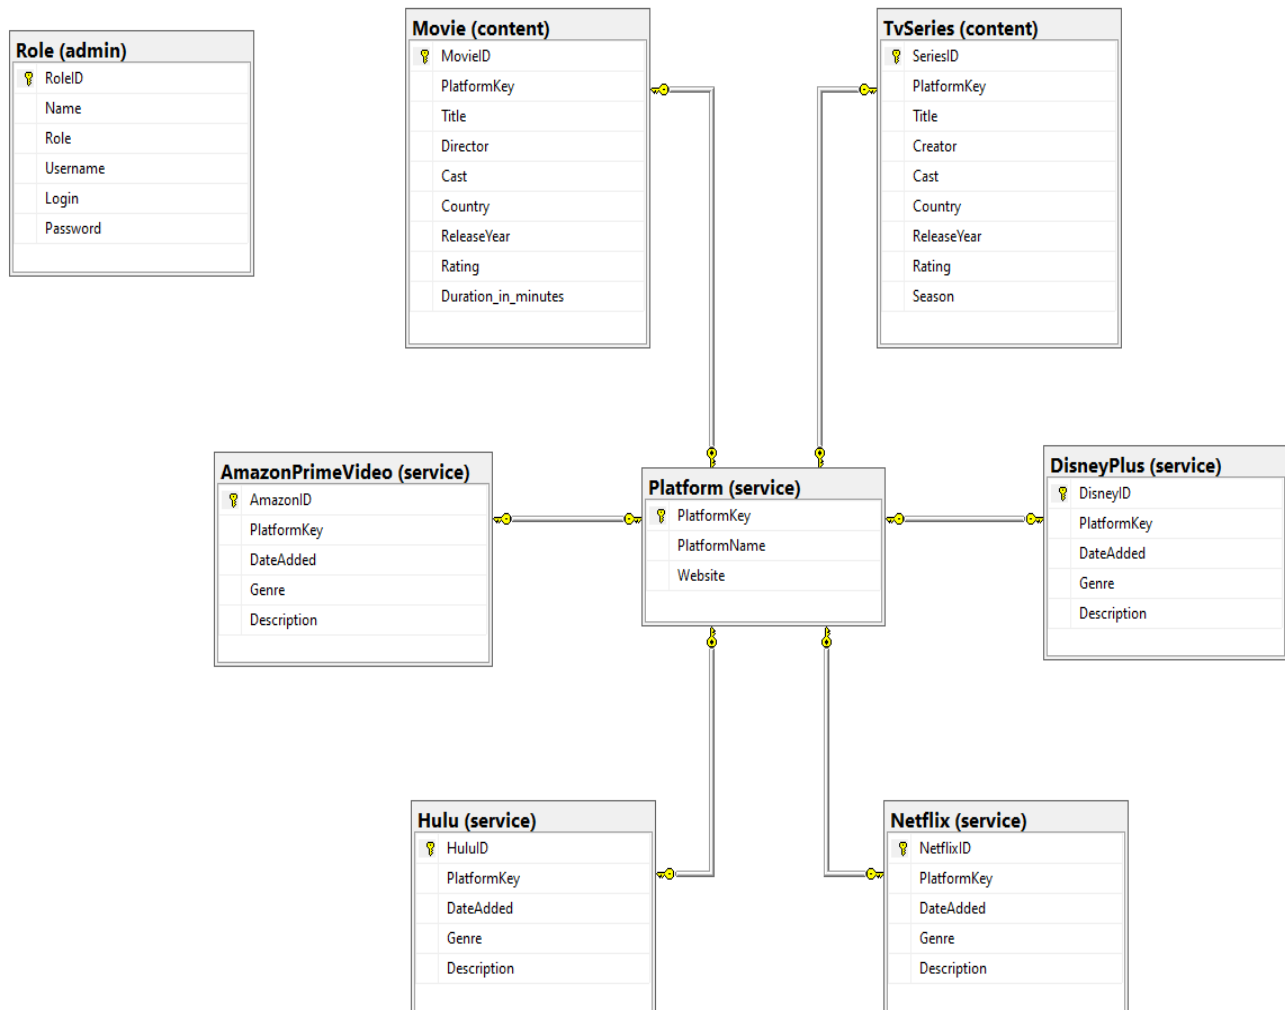 Role (admin)
RoleID
Name
Role
Username
Login
Password
Movie (content)
MovieID
PlatformKey
Title
Director
Cast
Country
ReleaseYear
Rating
Duration_in_minutes
TvSeries (content)
SeriesID
PlatformKey
Title
Creator
Cast
Country
ReleaseYear
Rating
Season
AmazonPrimeVideo (service)
AmazonID
PlatformKey
DateAdded
Genre
Description
Platform (service)
PlatformKey
PlatformName
Website
DisneyPlus (service)
DisneyID
PlatformKey
DateAdded
Genre
Description
Hulu (service)
HuluID
PlatformKey
DateAdded
Genre
Description
Netflix (service)
NetflixID
PlatformKey
DateAdded
Genre
Description